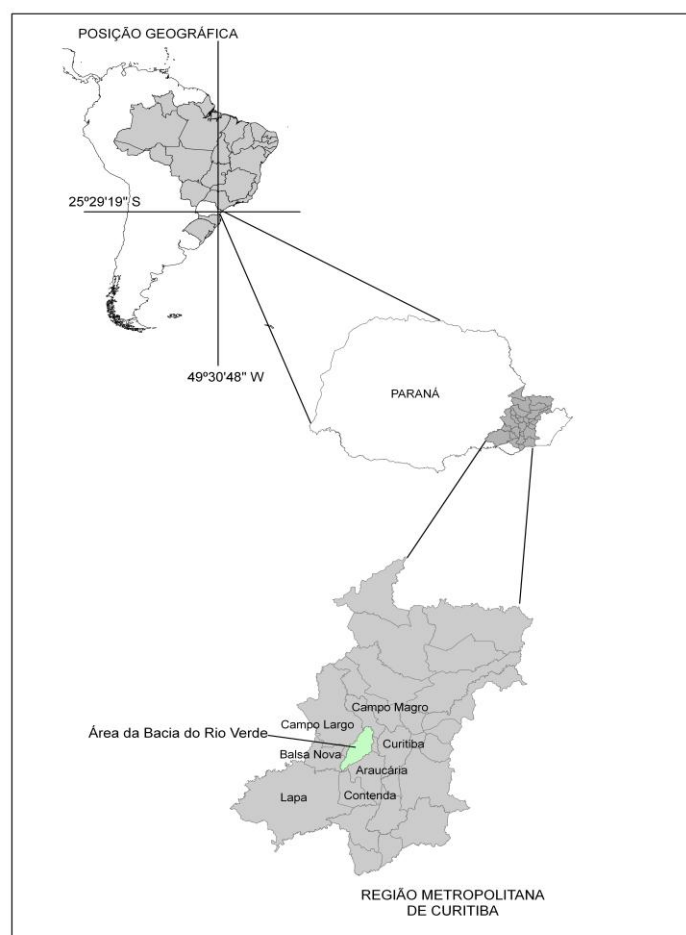 POSIÇÃO GEOGRÁFICA
25º29'19" S
49º30'48" W
PARANÁ
Campo Magro
Campo Largo
Área da Bacia do Rio Verde
Curitiba
Balsa Nova
Araucária
Lapa
Contenda
REGIÃO METROPOLITANA
DE CURITIBA